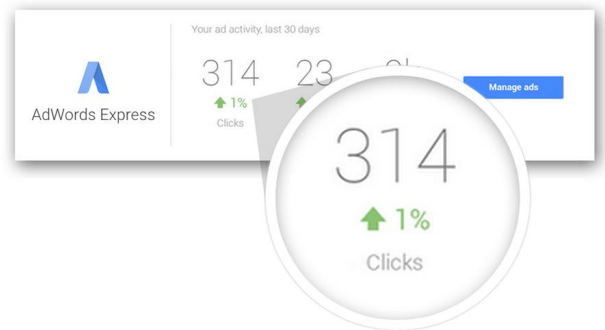 Your ad activity, last 30 days
314 23
1%
Clicks
AdWords Express
Manage ads
314
1%
Clicks